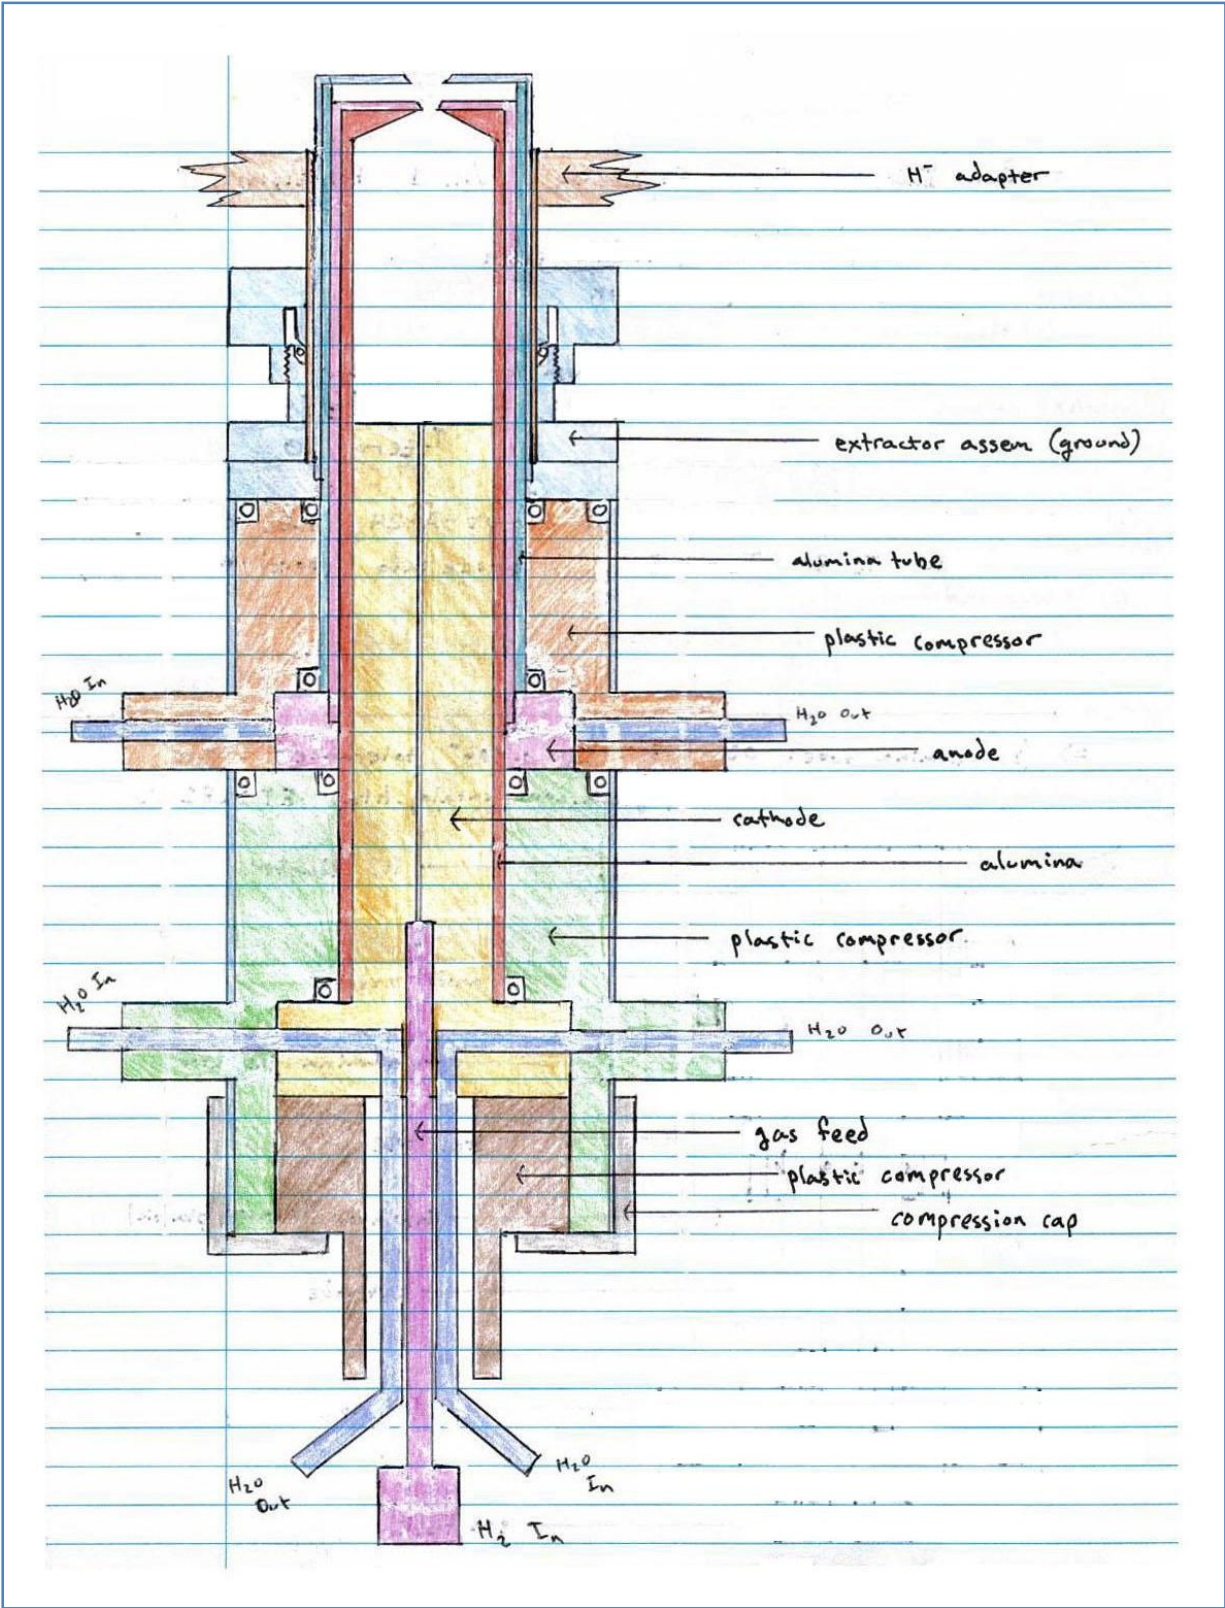 H⁻ adapter
extractor assem (ground)
alumina tube
plastic compressor
H₂O In
H₂O Out
anode
cathode
alumina
plastic compressor
H₂O In
H₂O Out
gas feed
plastic compressor
compression cap
H₂O
Out
H₂O
In
H₂ In